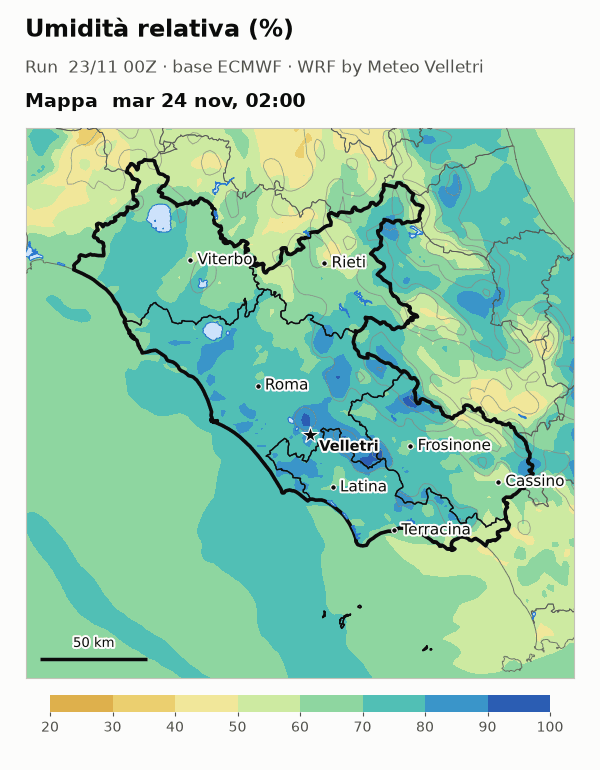 Umidità relativa (%)
Run  23/11 00Z · base ECMWF · WRF by Meteo Velletri
Mappa  mar 24 nov, 02:00
Viterbo
Rieti
Roma
Velletri
Frosinone
Cassino
Latina
Terracina
50 km
20 30 40 50 60 70 80 90 100